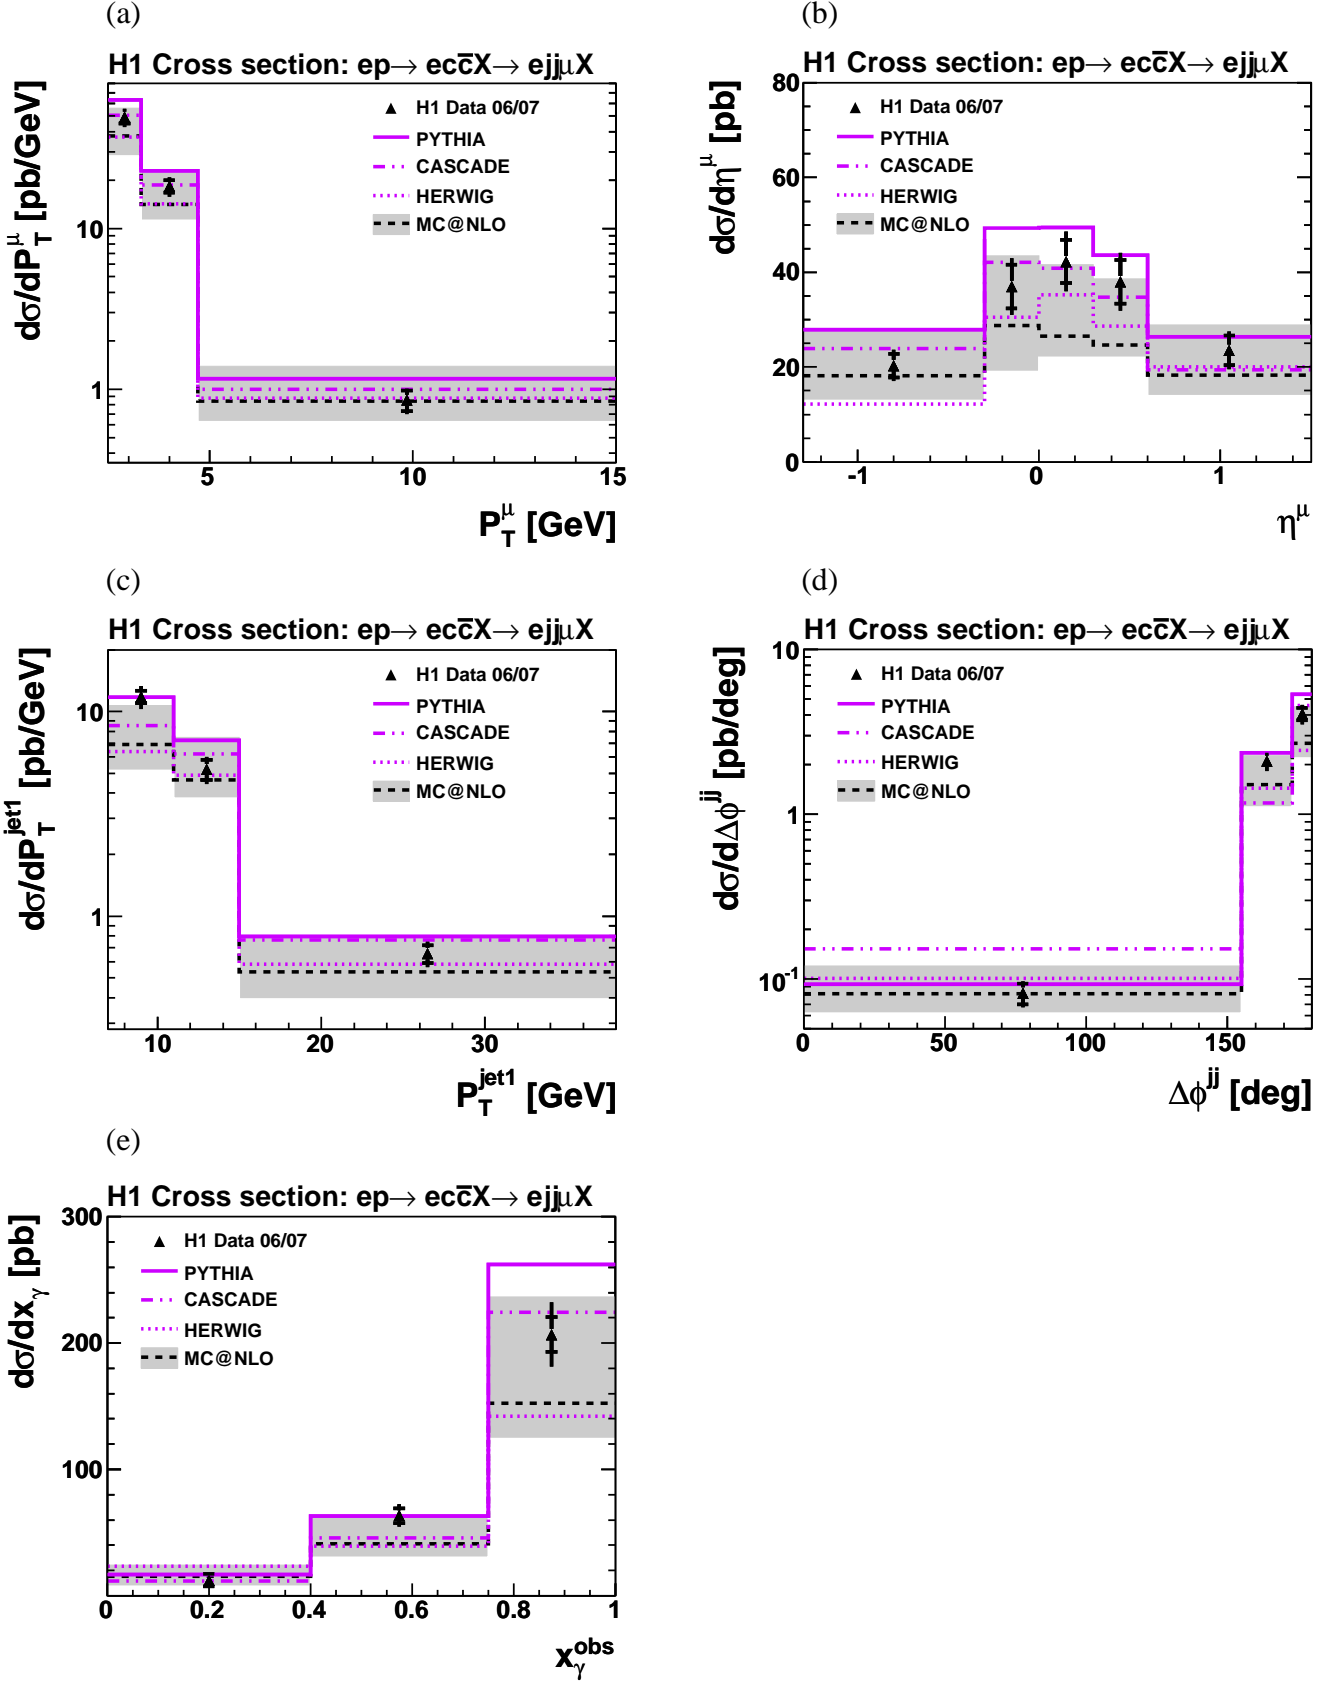 (a)
H1 Cross section: ep→ ecc̅X→ ejjμX
dσ/dP_T^μ [pb/GeV]
H1 Data 06/07
PYTHIA
CASCADE
HERWIG
MC@NLO
10
1
5 10 15
P_T^μ [GeV]
(b)
H1 Cross section: ep→ ecc̅X→ ejjμX
dσ/dη^μ [pb]
H1 Data 06/07
PYTHIA
CASCADE
HERWIG
MC@NLO
80
70
60
50
40
30
20
10
0
-1 0 1
η^μ
(c)
H1 Cross section: ep→ ecc̅X→ ejjμX
dσ/dP_T^jet1 [pb/GeV]
H1 Data 06/07
PYTHIA
CASCADE
HERWIG
MC@NLO
10
1
10 20 30
P_T^jet1 [GeV]
(d)
H1 Cross section: ep→ ecc̅X→ ejjμX
dσ/dΔφ^jj [pb/deg]
H1 Data 06/07
PYTHIA
CASCADE
HERWIG
MC@NLO
10
1
10^-1
0 50 100 150
Δφ^jj [deg]
(e)
H1 Cross section: ep→ ecc̅X→ ejjμX
dσ/dx_γ [pb]
H1 Data 06/07
PYTHIA
CASCADE
HERWIG
MC@NLO
300
200
100
0 0.2 0.4 0.6 0.8 1
x_γ^obs